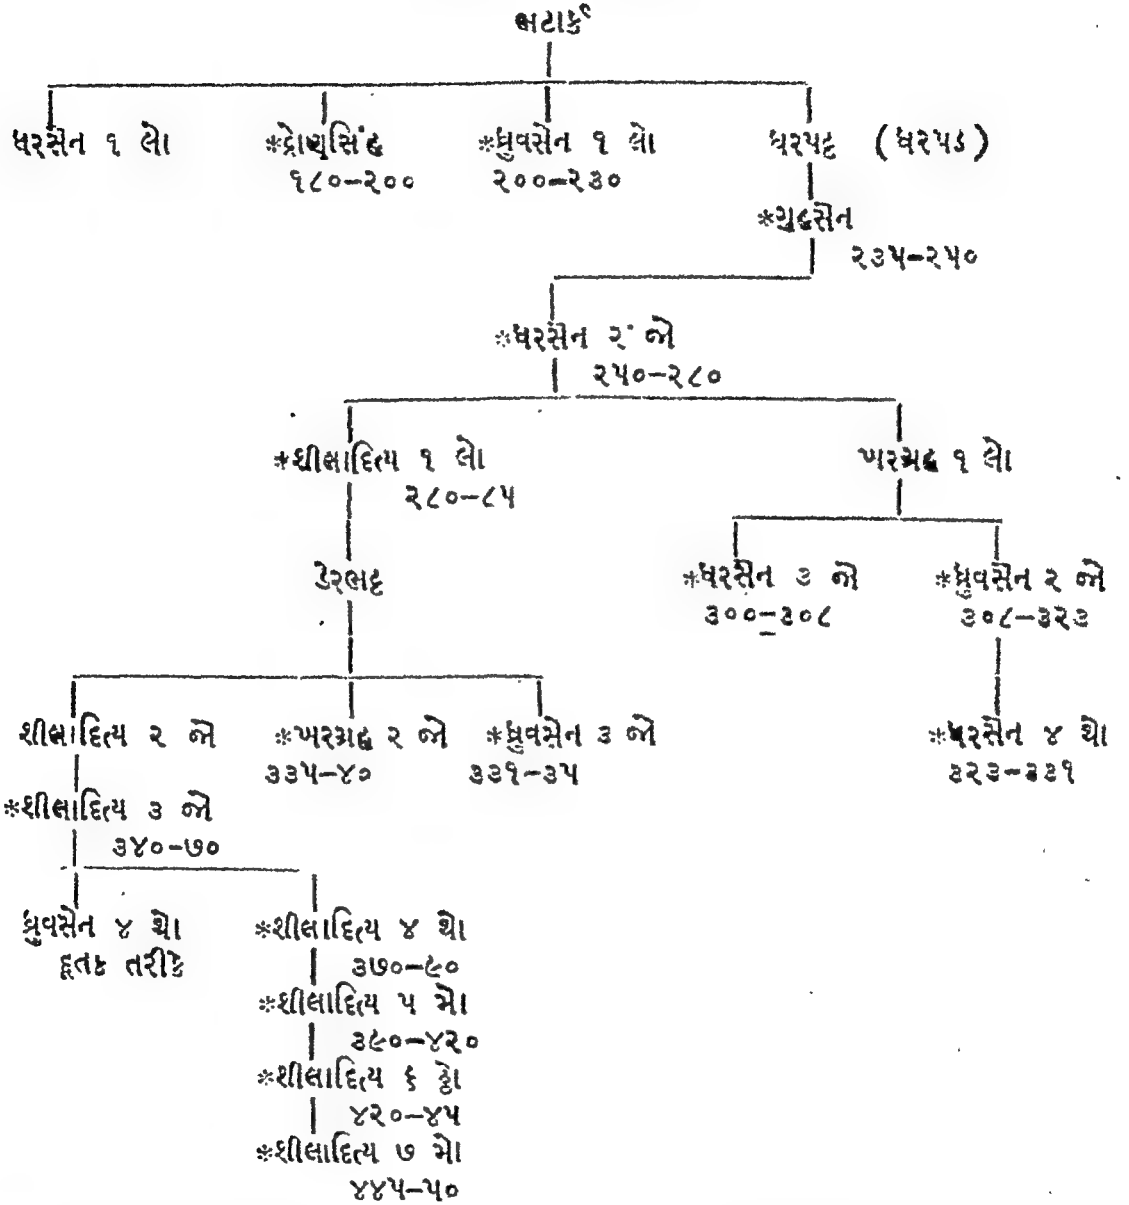 ભટાર્ક
ધરસેન ૧ લો *દ્રોણસિંહ *ધ્રુવસેન ૧ લો ધરપટ્ટ (ધરપડ)
૧૮૦–૨૦૦ ૨૦૦–૨૩૦
*ગુહસેન
૨૩૫–૨૫૦
*ધરસેન ૨ જો
૨૫૦–૨૮૦
*શીલાદિત્ય ૧ લો ખરગ્રહ ૧ લો
૨૮૦–૮૫
ડેરભટ્ટ *ધરસેન ૩ જો *ધ્રુવસેન ૨ જો
૩૦૦–૩૦૮ ૩૦૮–૩૨૩
શીલાદિત્ય ૨ જો *ખરગ્રહ ૨ જો *ધ્રુવસેન ૩ જો *ધરસેન ૪ થો
૩૩૫–૪૦ ૩૩૧–૩૫ ૩૨૩–૩૩૧
*શીલાદિત્ય ૩ જો
૩૪૦–૭૦
ધ્રુવસેન ૪ થો *શીલાદિત્ય ૪ થો
દૂતક તરીકે ૩૭૦–૯૦
*શીલાદિત્ય ૫ મો
૩૯૦–૪૨૦
*શીલાદિત્ય ૬ ઠ્ઠો
૪૨૦–૪૫
*શીલાદિત્ય ૭ મો
૪૪૫–૫૦